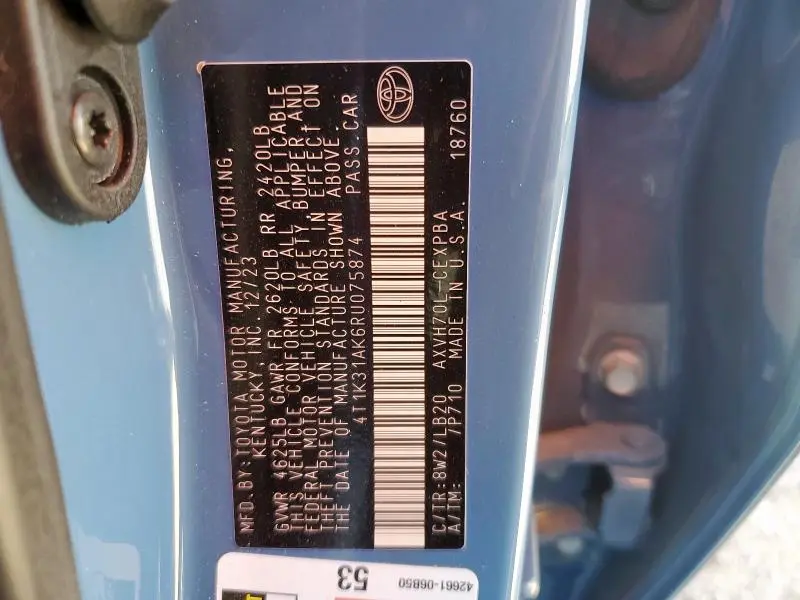 MFD.BY:TOYOTA MOTOR MANUFACTURING,
KENTUCKY, INC. 12/23
GVWR 4625LB GAWR FR 2620LB RR 2420LB
THIS VEHICLE CONFORMS TO ALL APPLICABLE
FEDERAL MOTOR VEHICLE SAFETY, BUMPER, AND
THEFT PREVENTION STANDARDS IN EFFECT ON
THE DATE OF MANUFACTURE SHOWN ABOVE.
4T1K31AK6RU075874 PASS.CAR
C/TR:8W2/LB20 AXVH70L-CEXPBA
A/TM: /P710 MADE IN U.S.A. 18760
53
42661-06B50